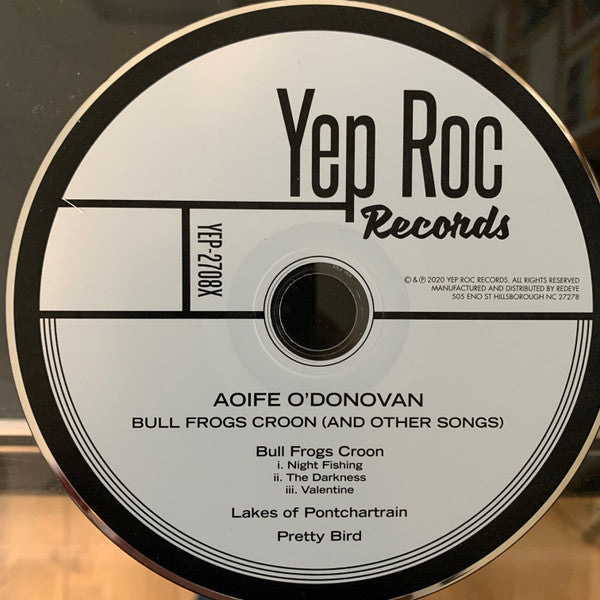 Yep Roc
Records
YEP-2708X
© & ℗ 2020 YEP ROC RECORDS. ALL RIGHTS RESERVED
MANUFACTURED AND DISTRIBUTED BY REDEYE
505 ENO ST HILLSBOROUGH NC 27278
AOIFE O'DONOVAN
BULL FROGS CROON (AND OTHER SONGS)
Bull Frogs Croon
i. Night Fishing
ii. The Darkness
iii. Valentine
Lakes of Pontchartrain
Pretty Bird